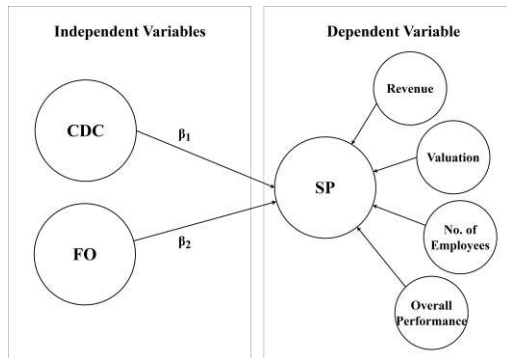 Independent Variables
Dependent Variable
CDC
β1
FO
β2
SP
Revenue
Valuation
No. of
Employees
Overall
Performance